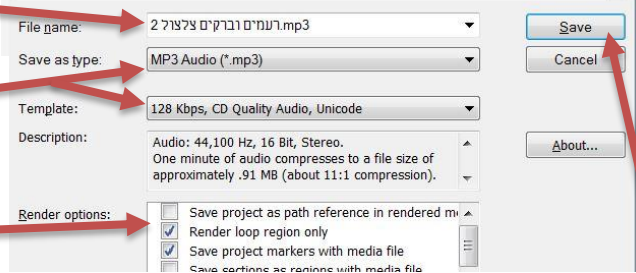 File name:
רעמים וברקים צלצול 2.mp3
Save
Save as type:
MP3 Audio (*.mp3)
Cancel
Template:
128 Kbps, CD Quality Audio, Unicode
Description:
Audio: 44,100 Hz, 16 Bit, Stereo.
One minute of audio compresses to a file size of
approximately .91 MB (about 11:1 compression).
About...
Render options:
Save project as path reference in rendered
Render loop region only
Save project markers with media file
Save sections as regions with media file